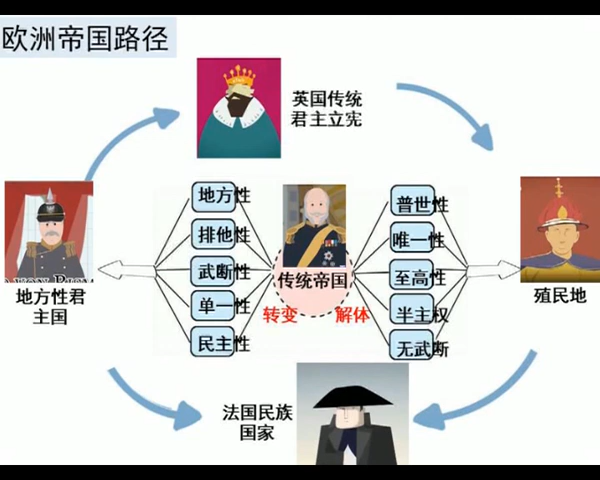 欧洲帝国路径
英国传统
君主立宪
地方性
排他性
武断性
单一性
民主性
传统帝国
转变
解体
普世性
唯一性
至高性
半主权
无武断
地方性君
主国
殖民地
法国民族
国家